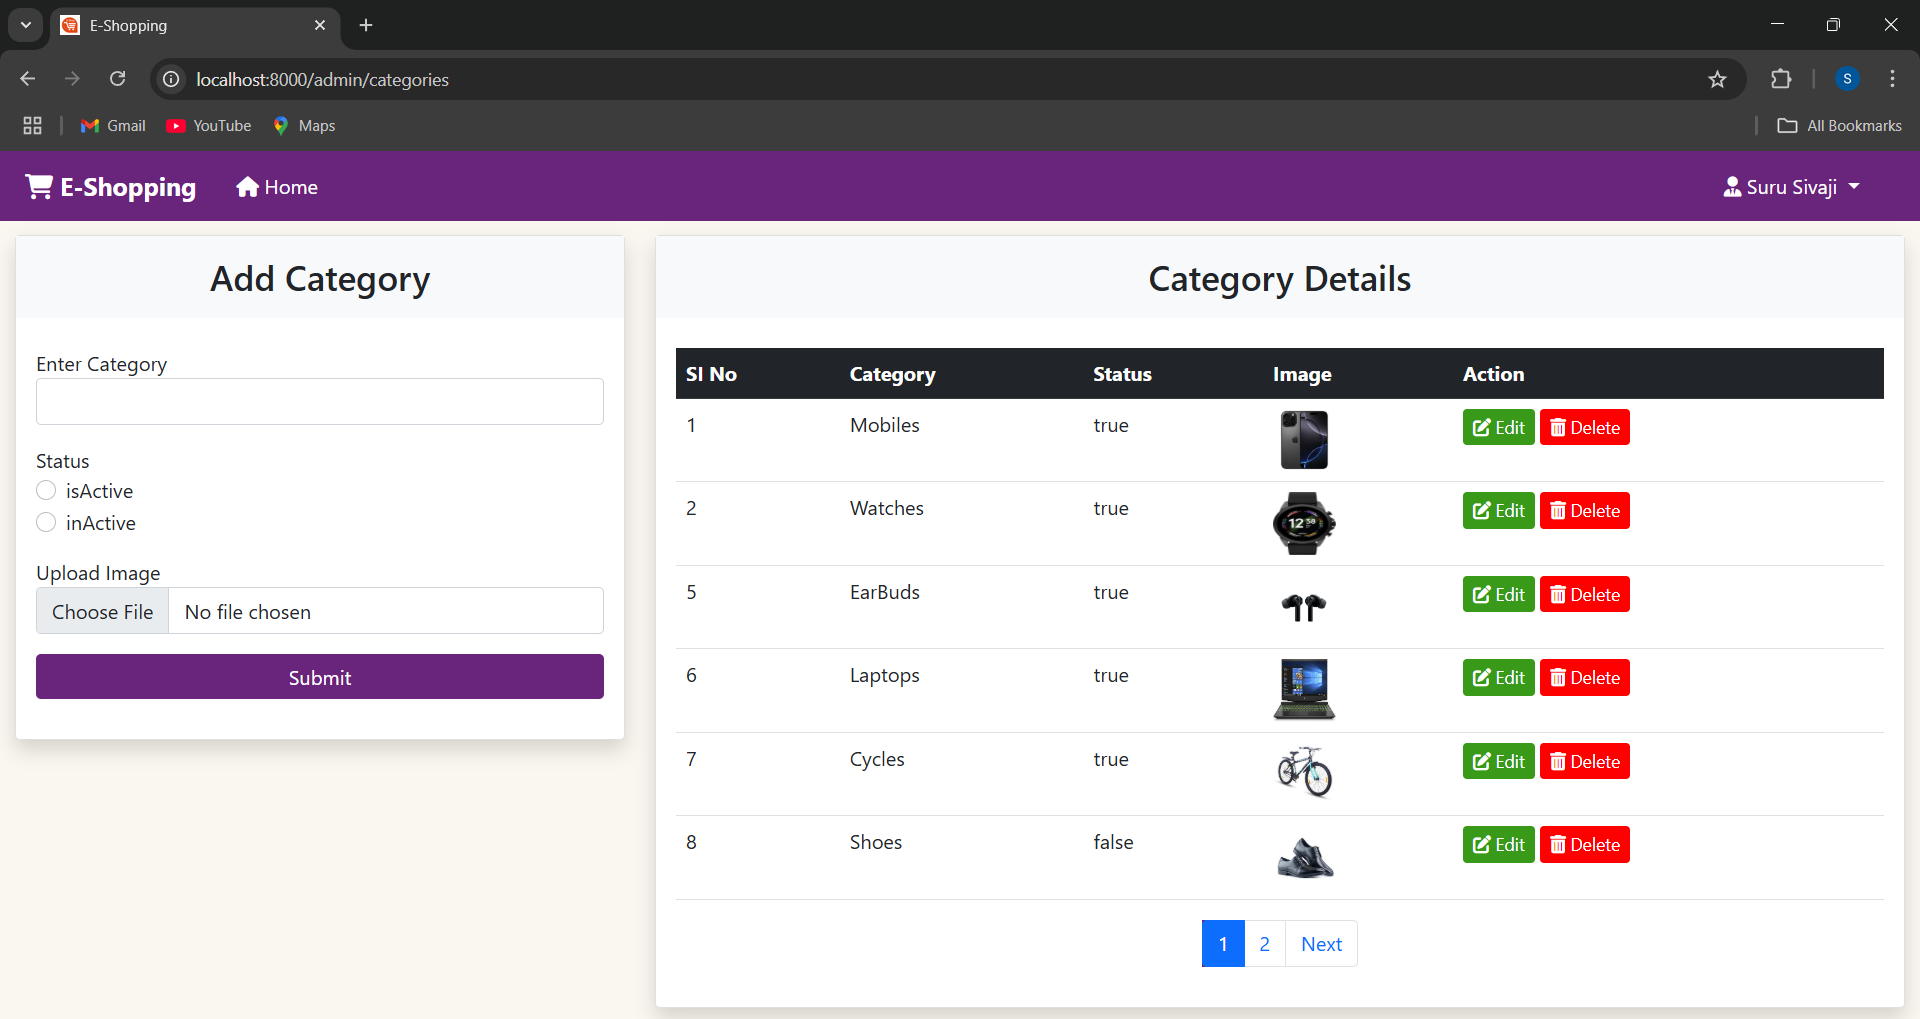 E-Shopping
localhost:8000/admin/categories
S
Gmail YouTube Maps All Bookmarks
E-Shopping Home Suru Sivaji
Add Category
Enter Category
Status
isActive
inActive
Upload Image
Choose File No file chosen
Submit
Category Details
Sl No Category Status Image Action
1 Mobiles true Edit Delete
2 Watches true 12 58 Edit Delete
5 EarBuds true Edit Delete
6 Laptops true Edit Delete
7 Cycles true Edit Delete
8 Shoes false Edit Delete
1 2 Next